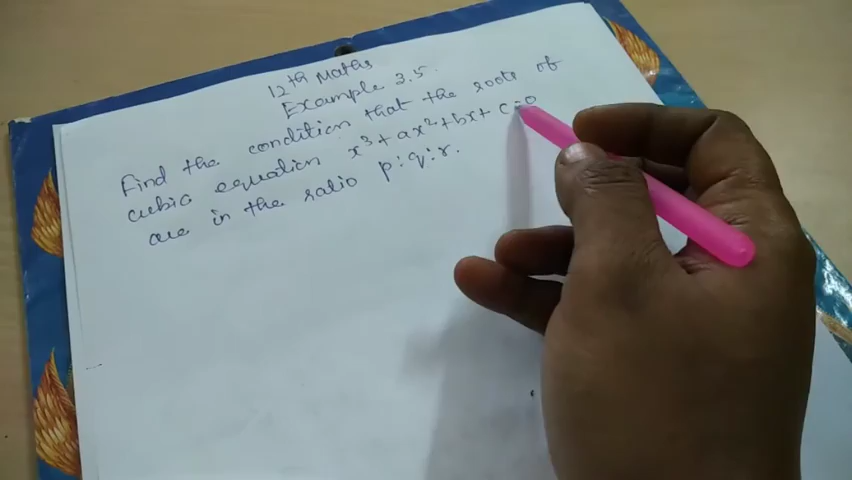 12th Maths
Example 3.5.
Find the condition that the roots of
cubic equation x³ + ax² + bx + c = 0
are in the ratio p:q:r.